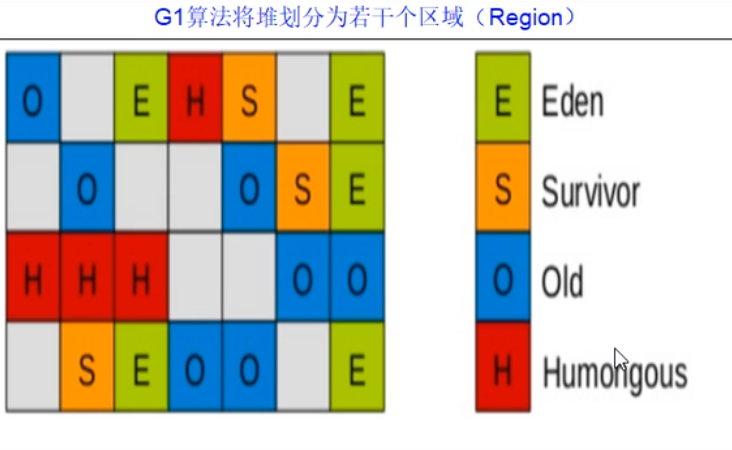 G1算法将堆划分为若干个区域（Region）
O E H S E E Eden
O O S E S Survivor
H H H O O O Old
S E O O E H Humongous